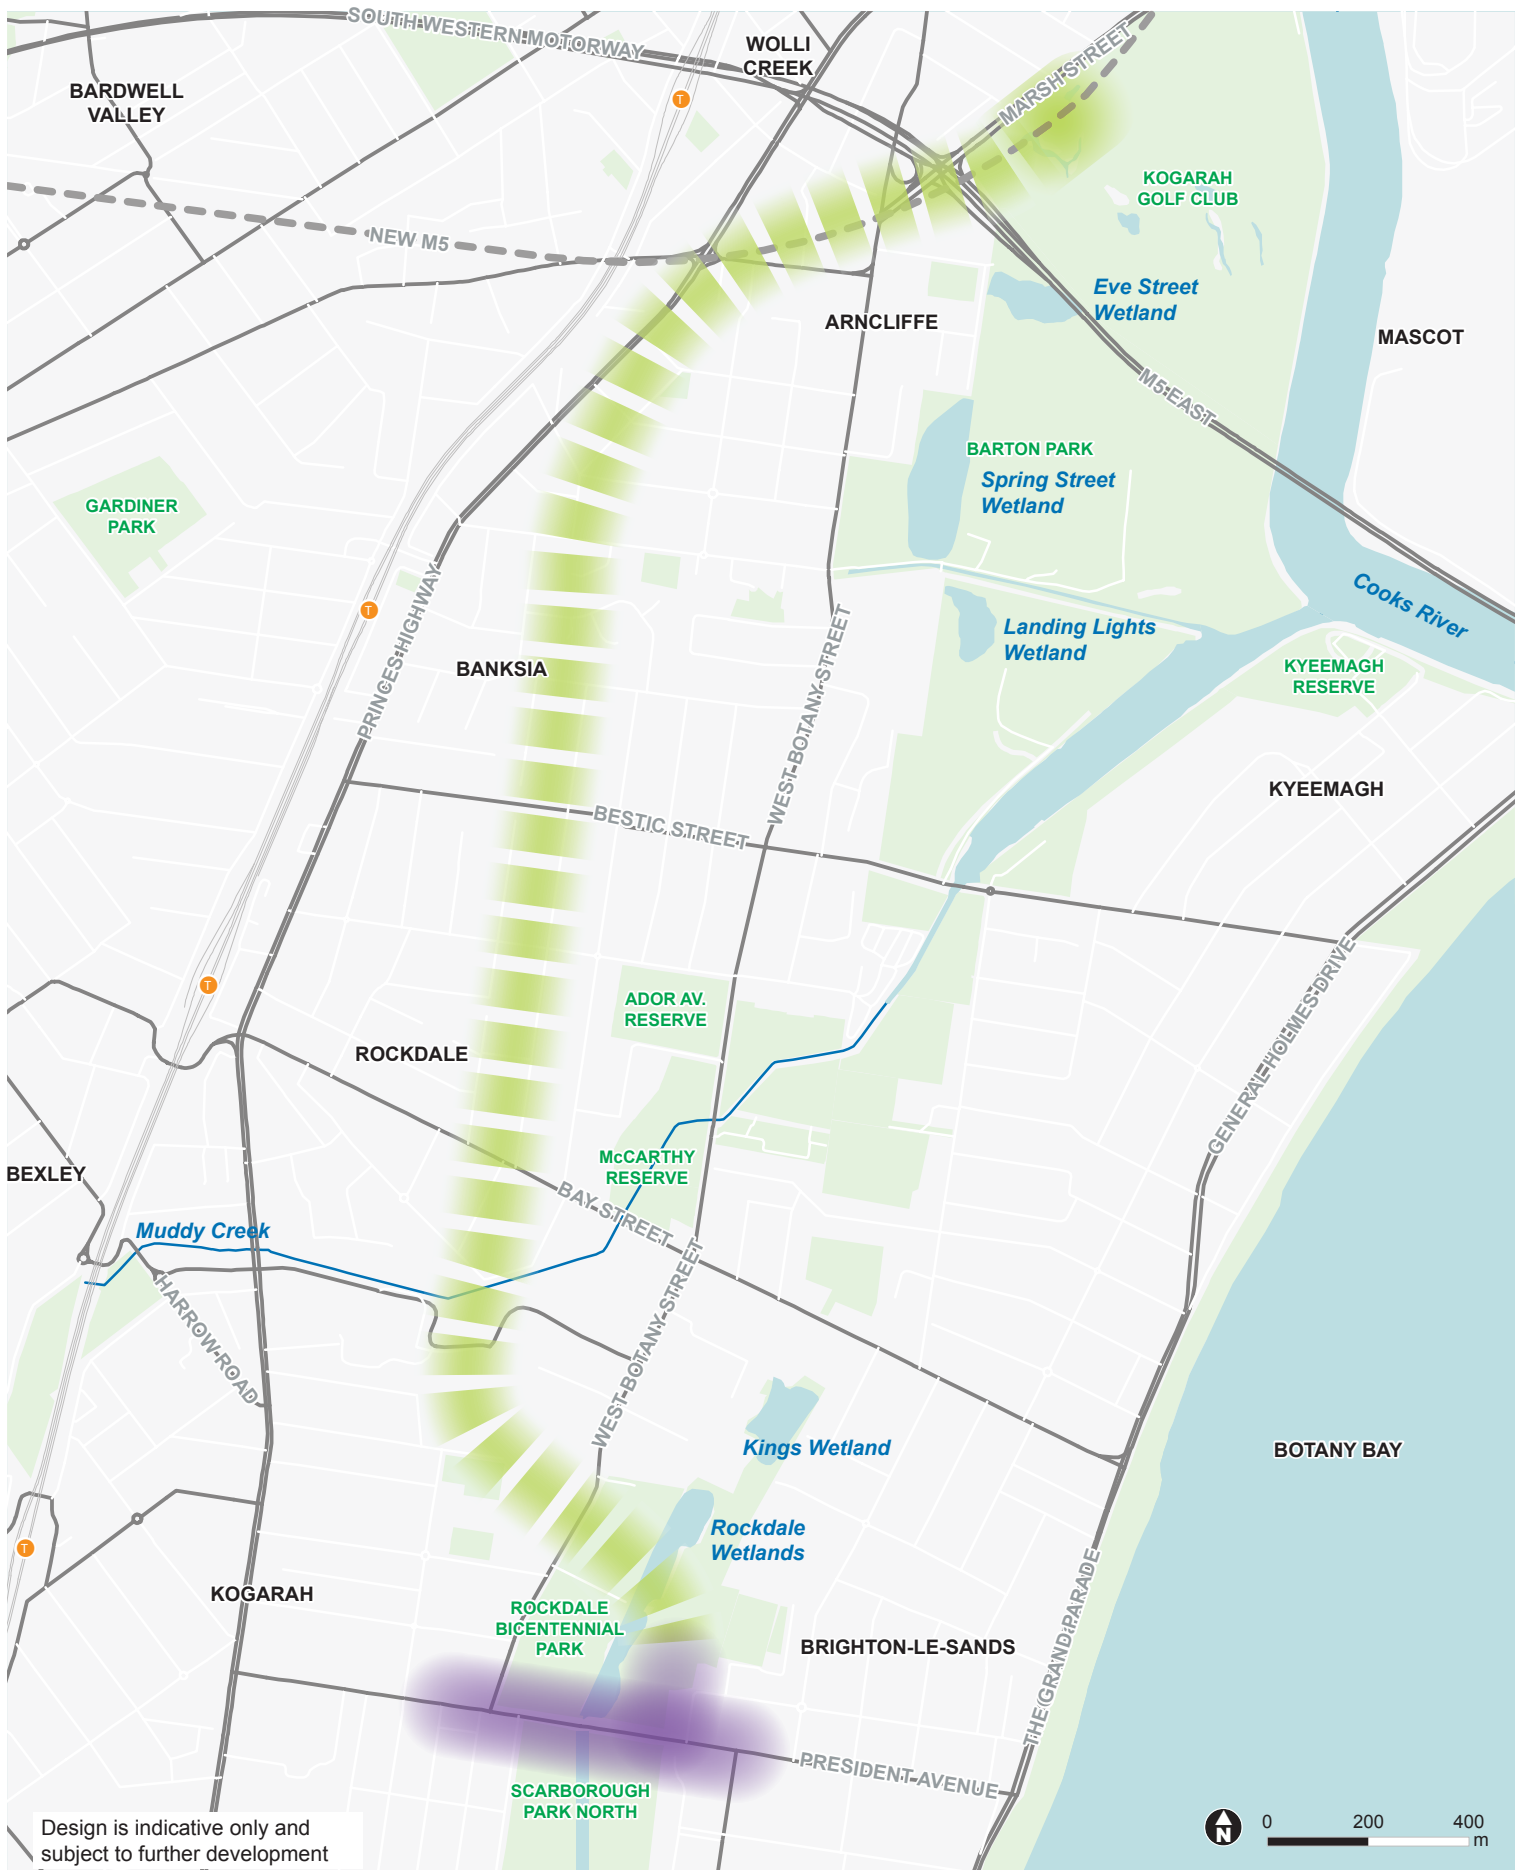 SOUTH WESTERN MOTORWAY
WOLLI
CREEK
MARSH STREET
BARDWELL
VALLEY
T
KOGARAH
GOLF CLUB
NEW M5
Eve Street
Wetland
ARNCLIFFE
MASCOT
M5 EAST
BARTON PARK
Spring Street
Wetland
GARDINER
PARK
Cooks River
T
PRINCES HIGHWAY
WEST BOTANY STREET
Landing Lights
Wetland
BANKSIA
KYEEMAGH
RESERVE
KYEEMAGH
BESTIC STREET
GENERAL HOLMES DRIVE
T
ADOR AV.
RESERVE
ROCKDALE
McCARTHY
RESERVE
BEXLEY
BAY STREET
Muddy Creek
HARROW ROAD
WEST BOTANY STREET
Kings Wetland
BOTANY BAY
Rockdale
Wetlands
T
KOGARAH
ROCKDALE
BICENTENNIAL
PARK
BRIGHTON-LE-SANDS
THE GRAND PARADE
PRESIDENT AVENUE
SCARBOROUGH
PARK NORTH
Design is indicative only and
subject to further development
N
0 200 400
m